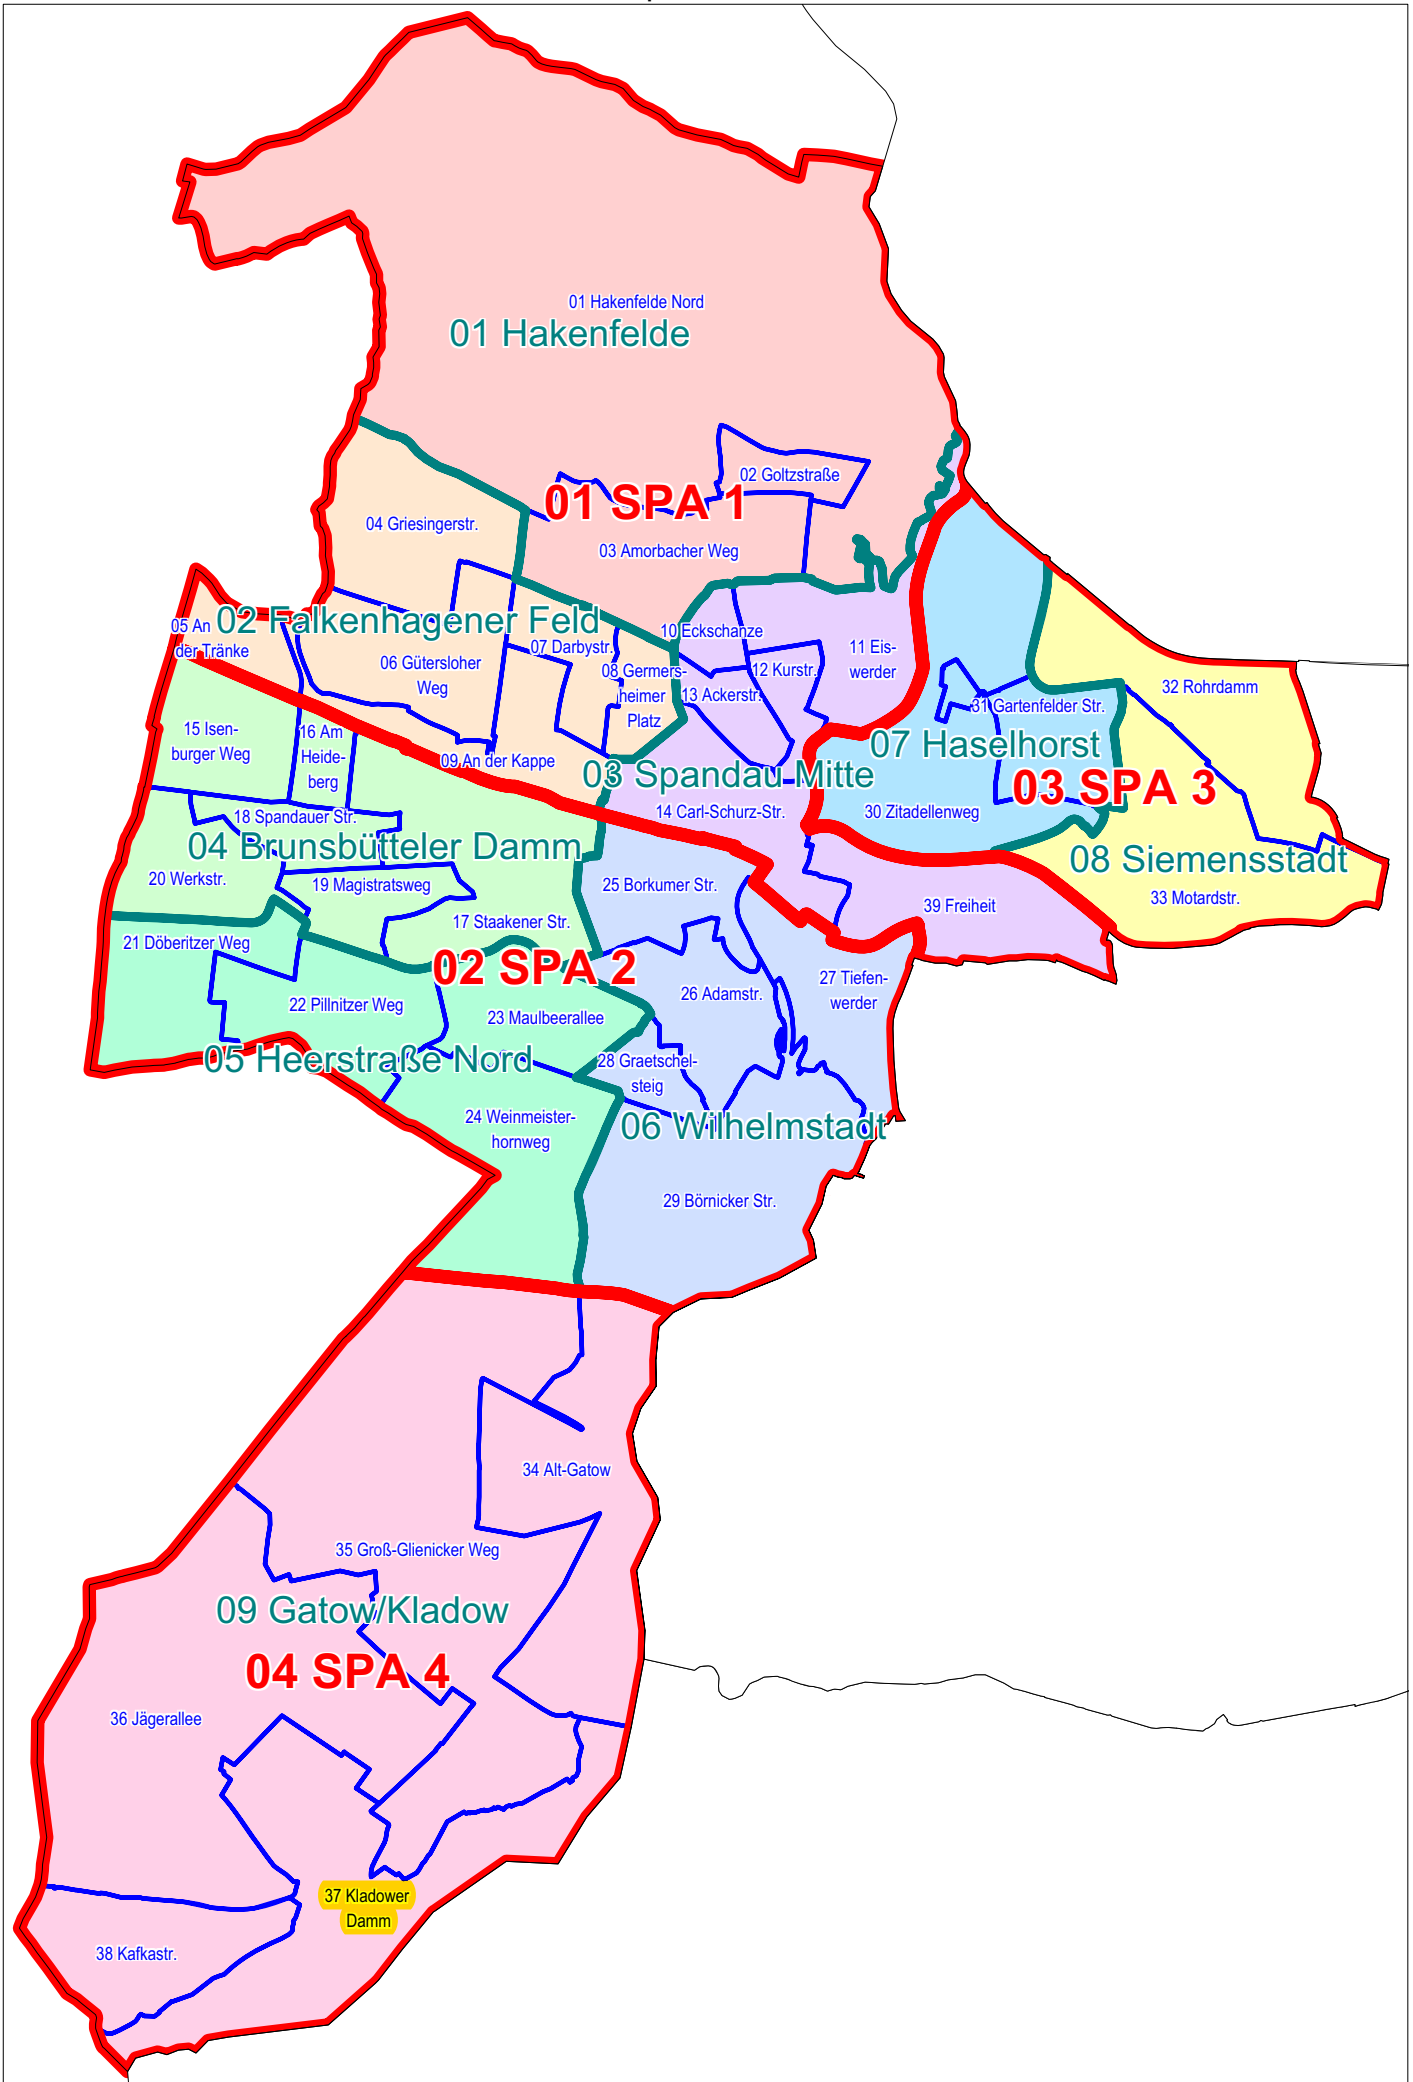 01 Hakenfelde Nord
01 Hakenfelde
02 Goltzstraße
01 SPA 1
04 Griesingerstr.
03 Amorbacher Weg
02 Falkenhagener Feld
05 An
der Tränke
10 Eckschanze
07 Darbystr.
11 Eis-
werder
06 Gütersloher
Weg
08 Germers-
heimer
Platz
12 Kurstr.
13 Ackerstr.
32 Rohrdamm
31 Gartenfelder Str.
15 Isen-
burger Weg
16 Am
Heide-
berg
09 An der Kappe
07 Haselhorst
03 Spandau Mitte
03 SPA 3
14 Carl-Schurz-Str.
30 Zitadellenweg
18 Spandauer Str.
04 Brunsbütteler Damm
08 Siemensstadt
20 Werkstr.
19 Magistratsweg
25 Borkumer Str.
33 Motardstr.
39 Freiheit
17 Staakener Str.
21 Döberitzer Weg
02 SPA 2
27 Tiefen-
werder
26 Adamstr.
22 Pillnitzer Weg
23 Maulbeerallee
05 Heerstraße Nord
28 Graetschel-
steig
24 Weinmeister-
hornweg
06 Wilhelmstadt
29 Börnicker Str.
34 Alt-Gatow
35 Groß-Glienicker Weg
09 Gatow/Kladow
04 SPA 4
36 Jägerallee
37 Kladower
Damm
38 Kafkastr.